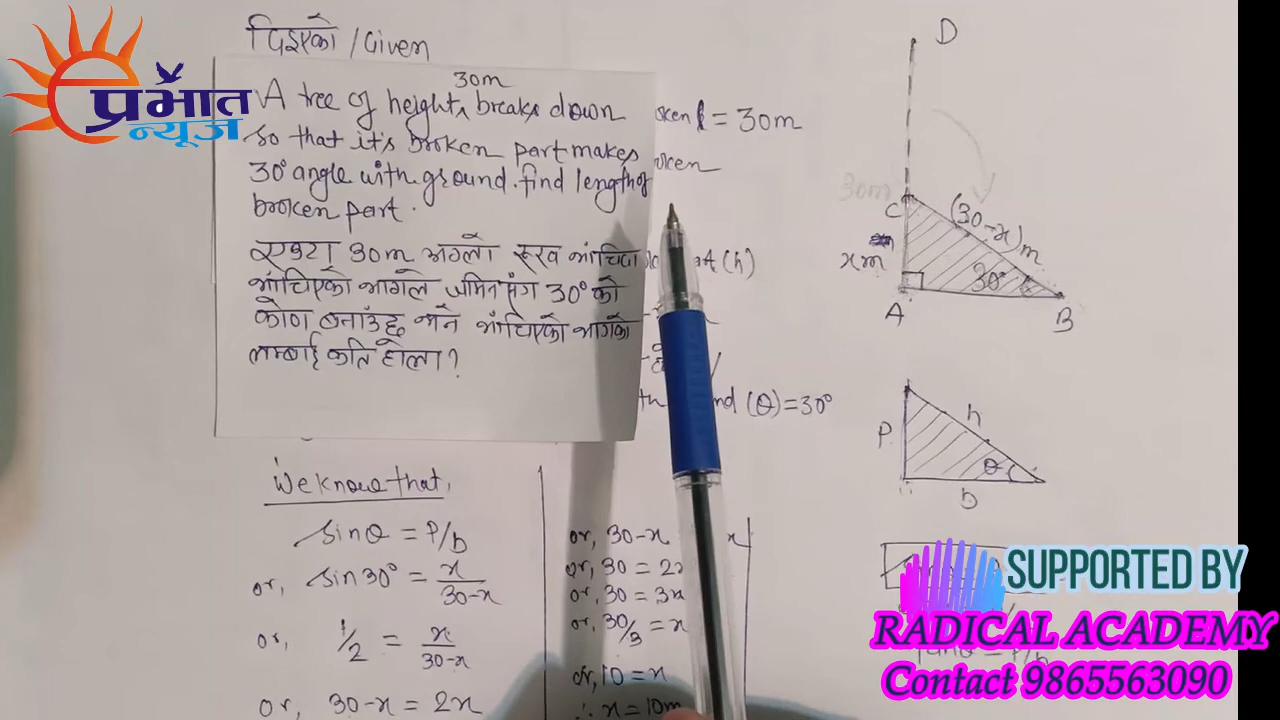 दिइएको / Given
प्रभात
न्यूज
30m
A tree of height, breaks down
so that it's broken part makes
30° angle with ground. find length of
broken part.
एउटा 30m अग्लो रूख भाँचिदा
भाँचिएको भागले जमिनसंग 30° को
कोण बनाउँछ भने भाँचिएको भागको
लम्बाई कति होला?
= 30m
(h)
(θ) = 30°
D
30m
C
(30-x)m
xm
30°
A
B
P
h
θ
b
We know that,
Sinθ = P/b
or, Sin30° = x/30-x
or, 1/2 = x/30-x
or, 30-x = 2x
or, 30-x
or, 30 = 2x
or, 30 = 3x
or, 30/3 = x
or, 10 = x
∴ x = 10m
SUPPORTED BY
RADICAL ACADEMY
Contact 9865563090